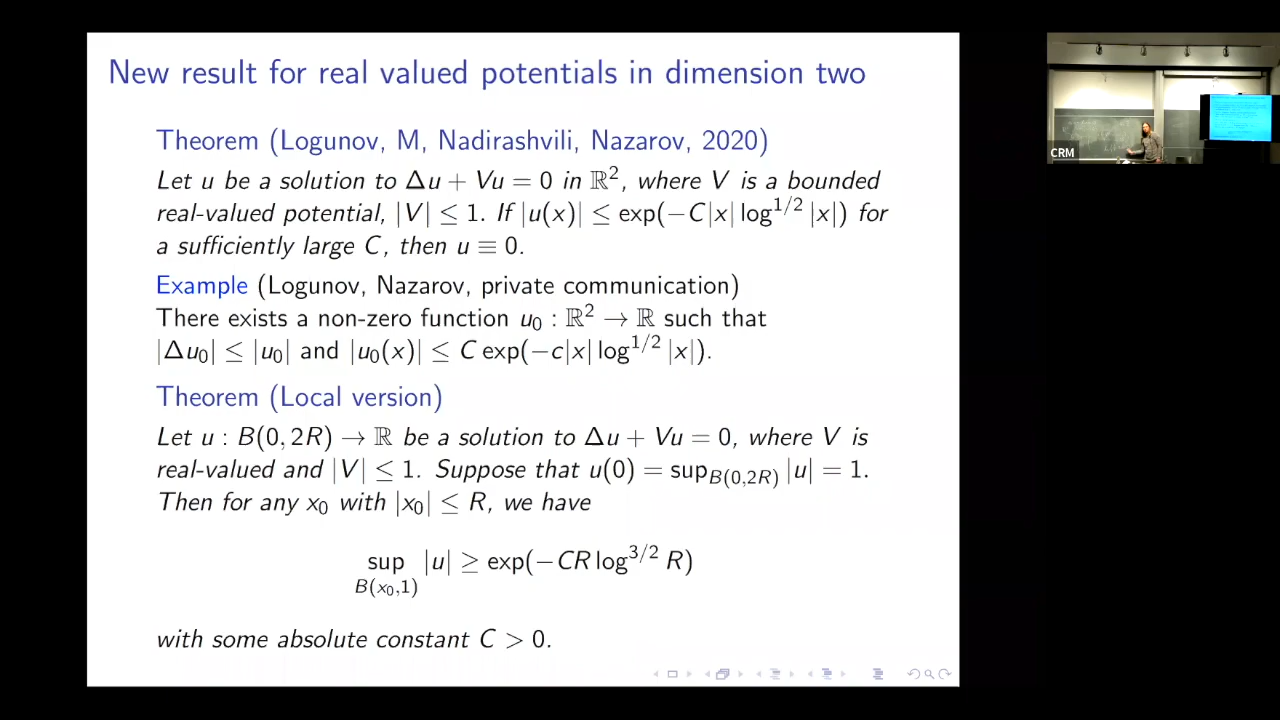 New result for real valued potentials in dimension two
Theorem (Logunov, M, Nadirashvili, Nazarov, 2020)
Let u be a solution to Δu + Vu = 0 in ℝ², where V is a bounded
real-valued potential, |V| ≤ 1. If |u(x)| ≤ exp(−C|x| log^{1/2} |x|) for
a sufficiently large C, then u ≡ 0.
Example (Logunov, Nazarov, private communication)
There exists a non-zero function u₀ : ℝ² → ℝ such that
|Δu₀| ≤ |u₀| and |u₀(x)| ≤ C exp(−c|x| log^{1/2} |x|).
Theorem (Local version)
Let u : B(0, 2R) → ℝ be a solution to Δu + Vu = 0, where V is
real-valued and |V| ≤ 1. Suppose that u(0) = sup_{B(0,2R)} |u| = 1.
Then for any x₀ with |x₀| ≤ R, we have
sup_{B(x₀,1)} |u| ≥ exp(−CR log^{3/2} R)
with some absolute constant C > 0.
CRM